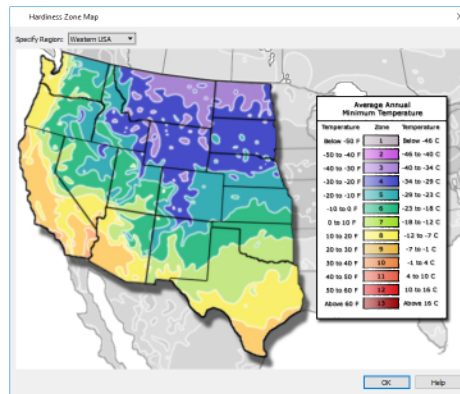 Hardiness Zone Map
Specify Region: Western USA
Average Annual
Minimum Temperature
Temperature Zone Temperature
Below -50 F 1 Below -46 C
-50 to -40 F 2 -46 to -40 C
-40 to -30 F 3 -40 to -34 C
-30 to -20 F 4 -34 to -29 C
-20 to -10 F 5 -29 to -23 C
-10 to 0 F 6 -23 to -18 C
0 to 10 F 7 -18 to -12 C
10 to 20 F 8 -12 to -7 C
20 to 30 F 9 -7 to -1 C
30 to 40 F 10 -1 to 4 C
40 to 50 F 11 4 to 10 C
50 to 60 F 12 10 to 16 C
Above 60 F 13 Above 16 C
OK Help